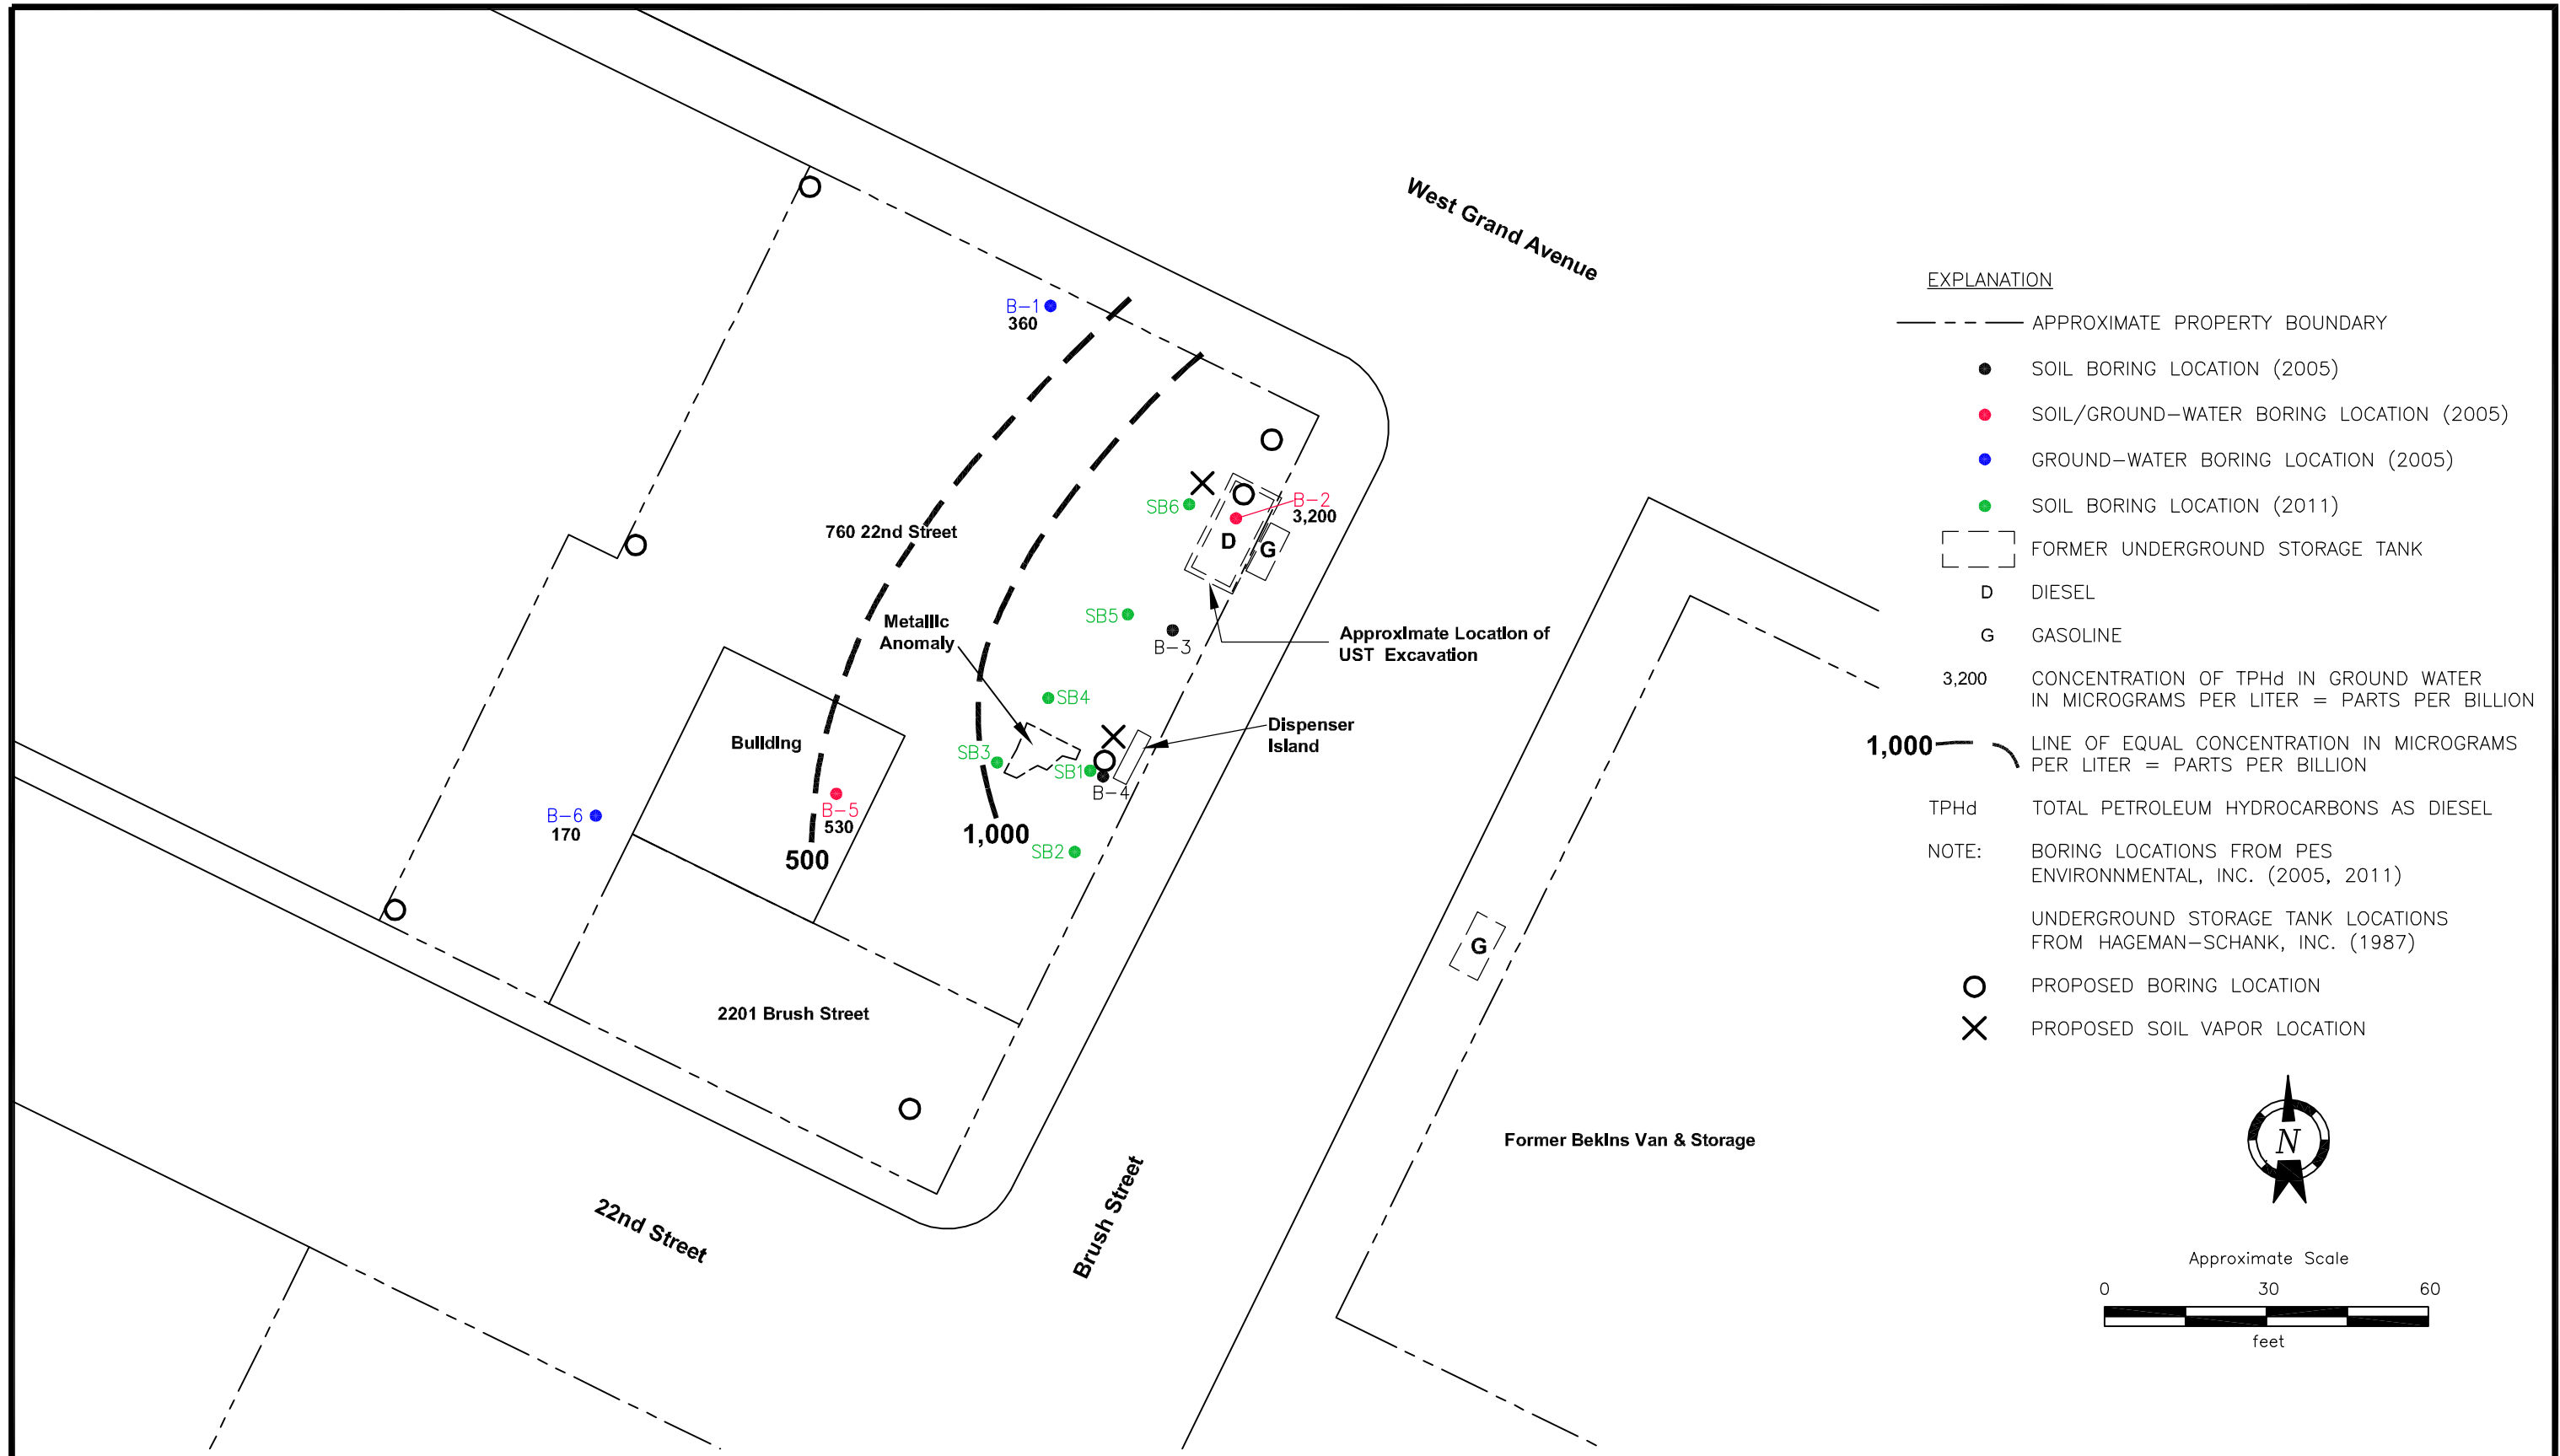 West Grand Avenue
B-1
360
760 22nd Street
SB6
B-2
3,200
D
G
SB5
B-3
Metallic
Anomaly
Approximate Location of
UST Excavation
SB4
Dispenser
Island
Building
SB3
SB1
B-4
B-6
170
B-5
530
500
1,000
SB2
G
2201 Brush Street
Former Bekins Van & Storage
22nd Street
Brush Street
EXPLANATION
APPROXIMATE PROPERTY BOUNDARY
SOIL BORING LOCATION (2005)
SOIL/GROUND-WATER BORING LOCATION (2005)
GROUND-WATER BORING LOCATION (2005)
SOIL BORING LOCATION (2011)
FORMER UNDERGROUND STORAGE TANK
D DIESEL
G GASOLINE
3,200 CONCENTRATION OF TPHd IN GROUND WATER
IN MICROGRAMS PER LITER = PARTS PER BILLION
1,000 LINE OF EQUAL CONCENTRATION IN MICROGRAMS
PER LITER = PARTS PER BILLION
TPHd TOTAL PETROLEUM HYDROCARBONS AS DIESEL
NOTE: BORING LOCATIONS FROM PES
ENVIRONNMENTAL, INC. (2005, 2011)
UNDERGROUND STORAGE TANK LOCATIONS
FROM HAGEMAN-SCHANK, INC. (1987)
PROPOSED BORING LOCATION
PROPOSED SOIL VAPOR LOCATION
N
Approximate Scale
0 30 60
feet